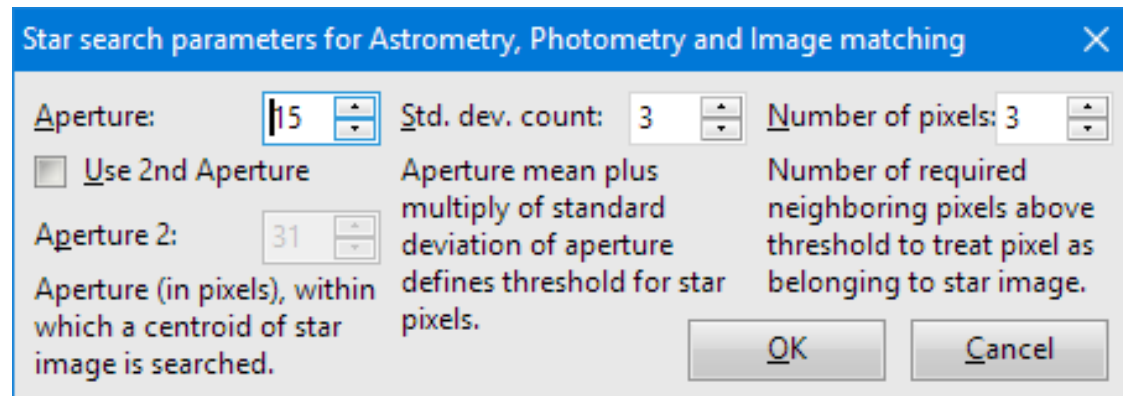 Star search parameters for Astrometry, Photometry and Image matching
Aperture: 15
Use 2nd Aperture
Aperture 2: 31
Aperture (in pixels), within
which a centroid of star
image is searched.
Std. dev. count: 3
Aperture mean plus
multiply of standard
deviation of aperture
defines threshold for star
pixels.
Number of pixels: 3
Number of required
neighboring pixels above
threshold to treat pixel as
belonging to star image.
OK
Cancel